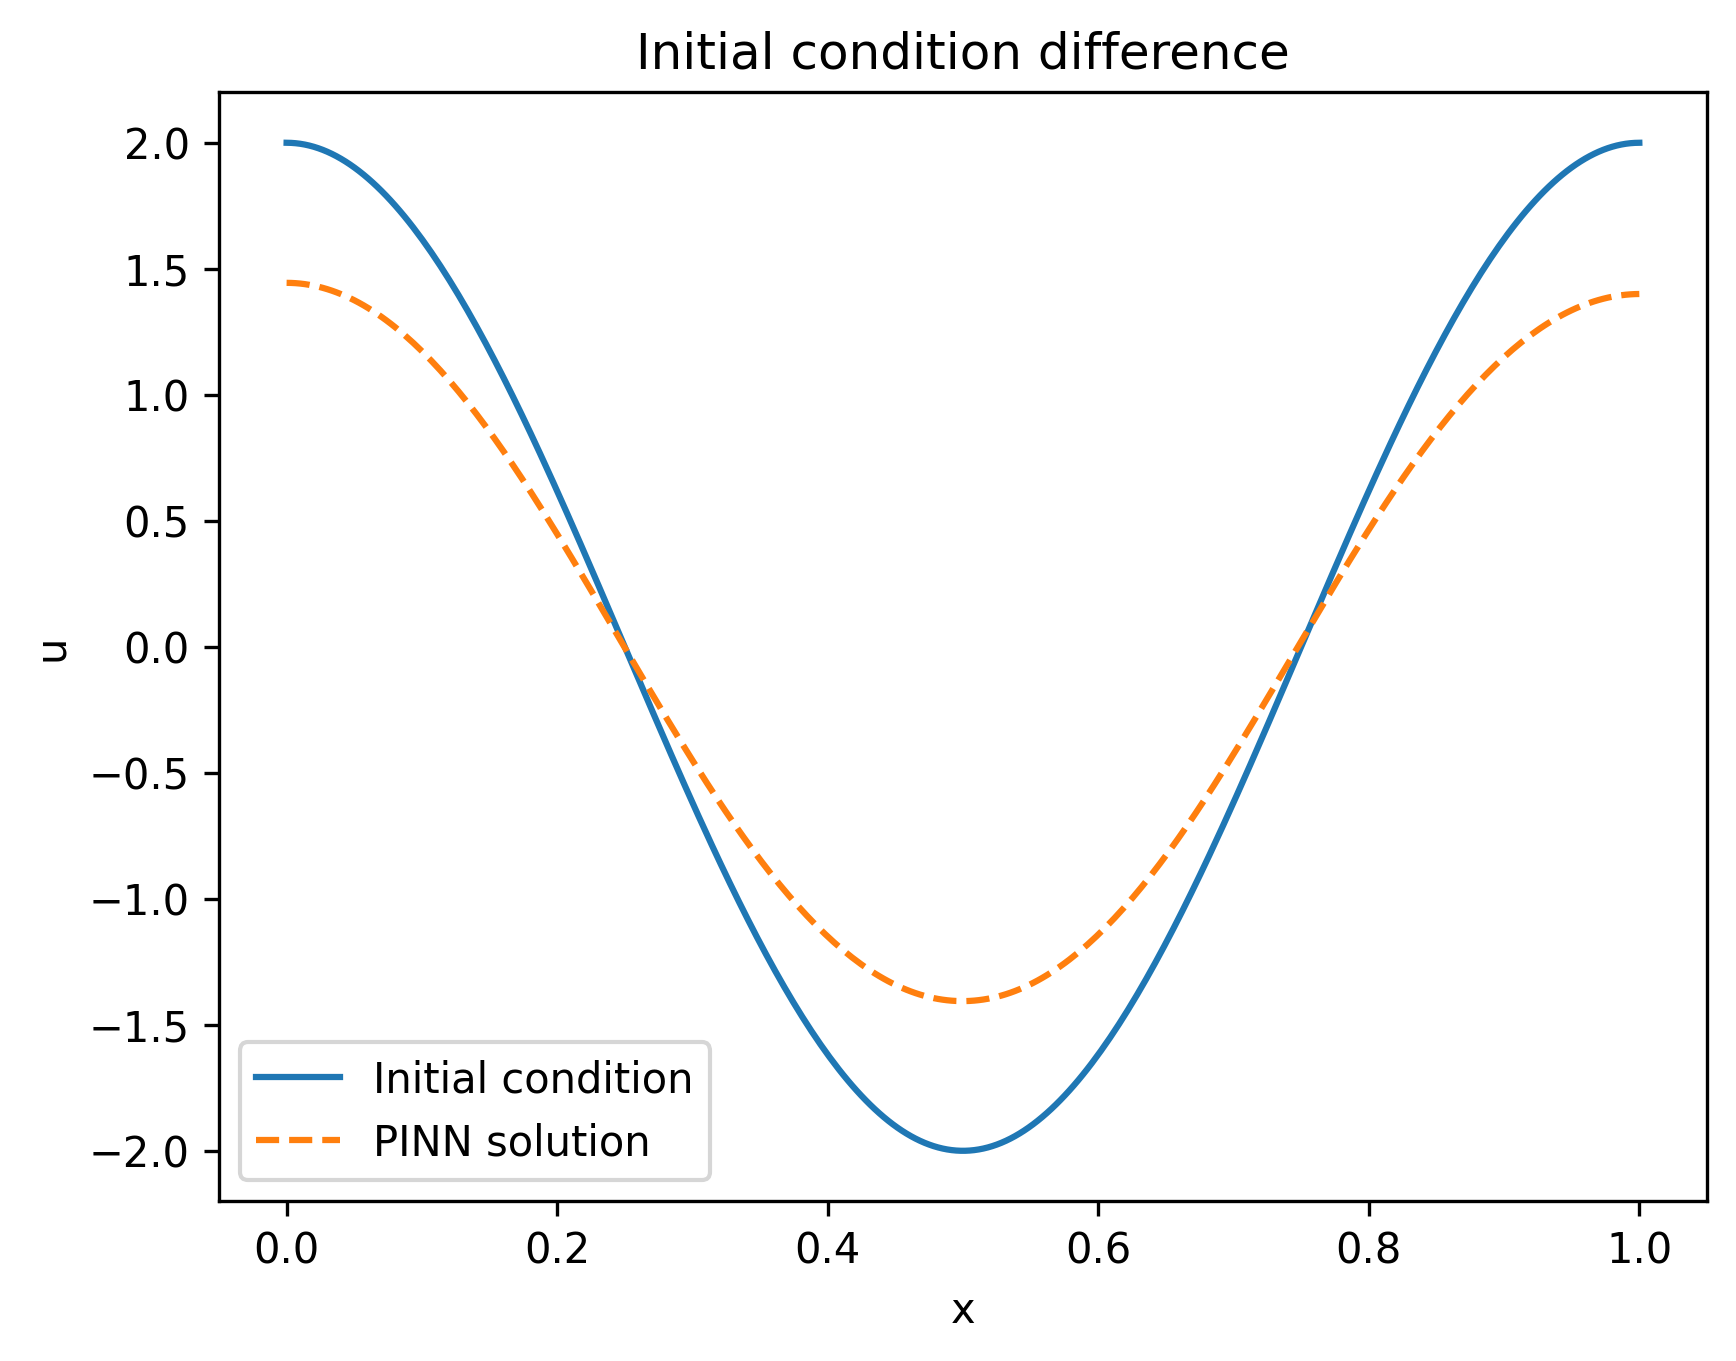 Initial condition difference
2.0
1.5
1.0
0.5
0.0
−0.5
−1.0
−1.5
−2.0
u
Initial condition
PINN solution
0.0 0.2 0.4 0.6 0.8 1.0
x